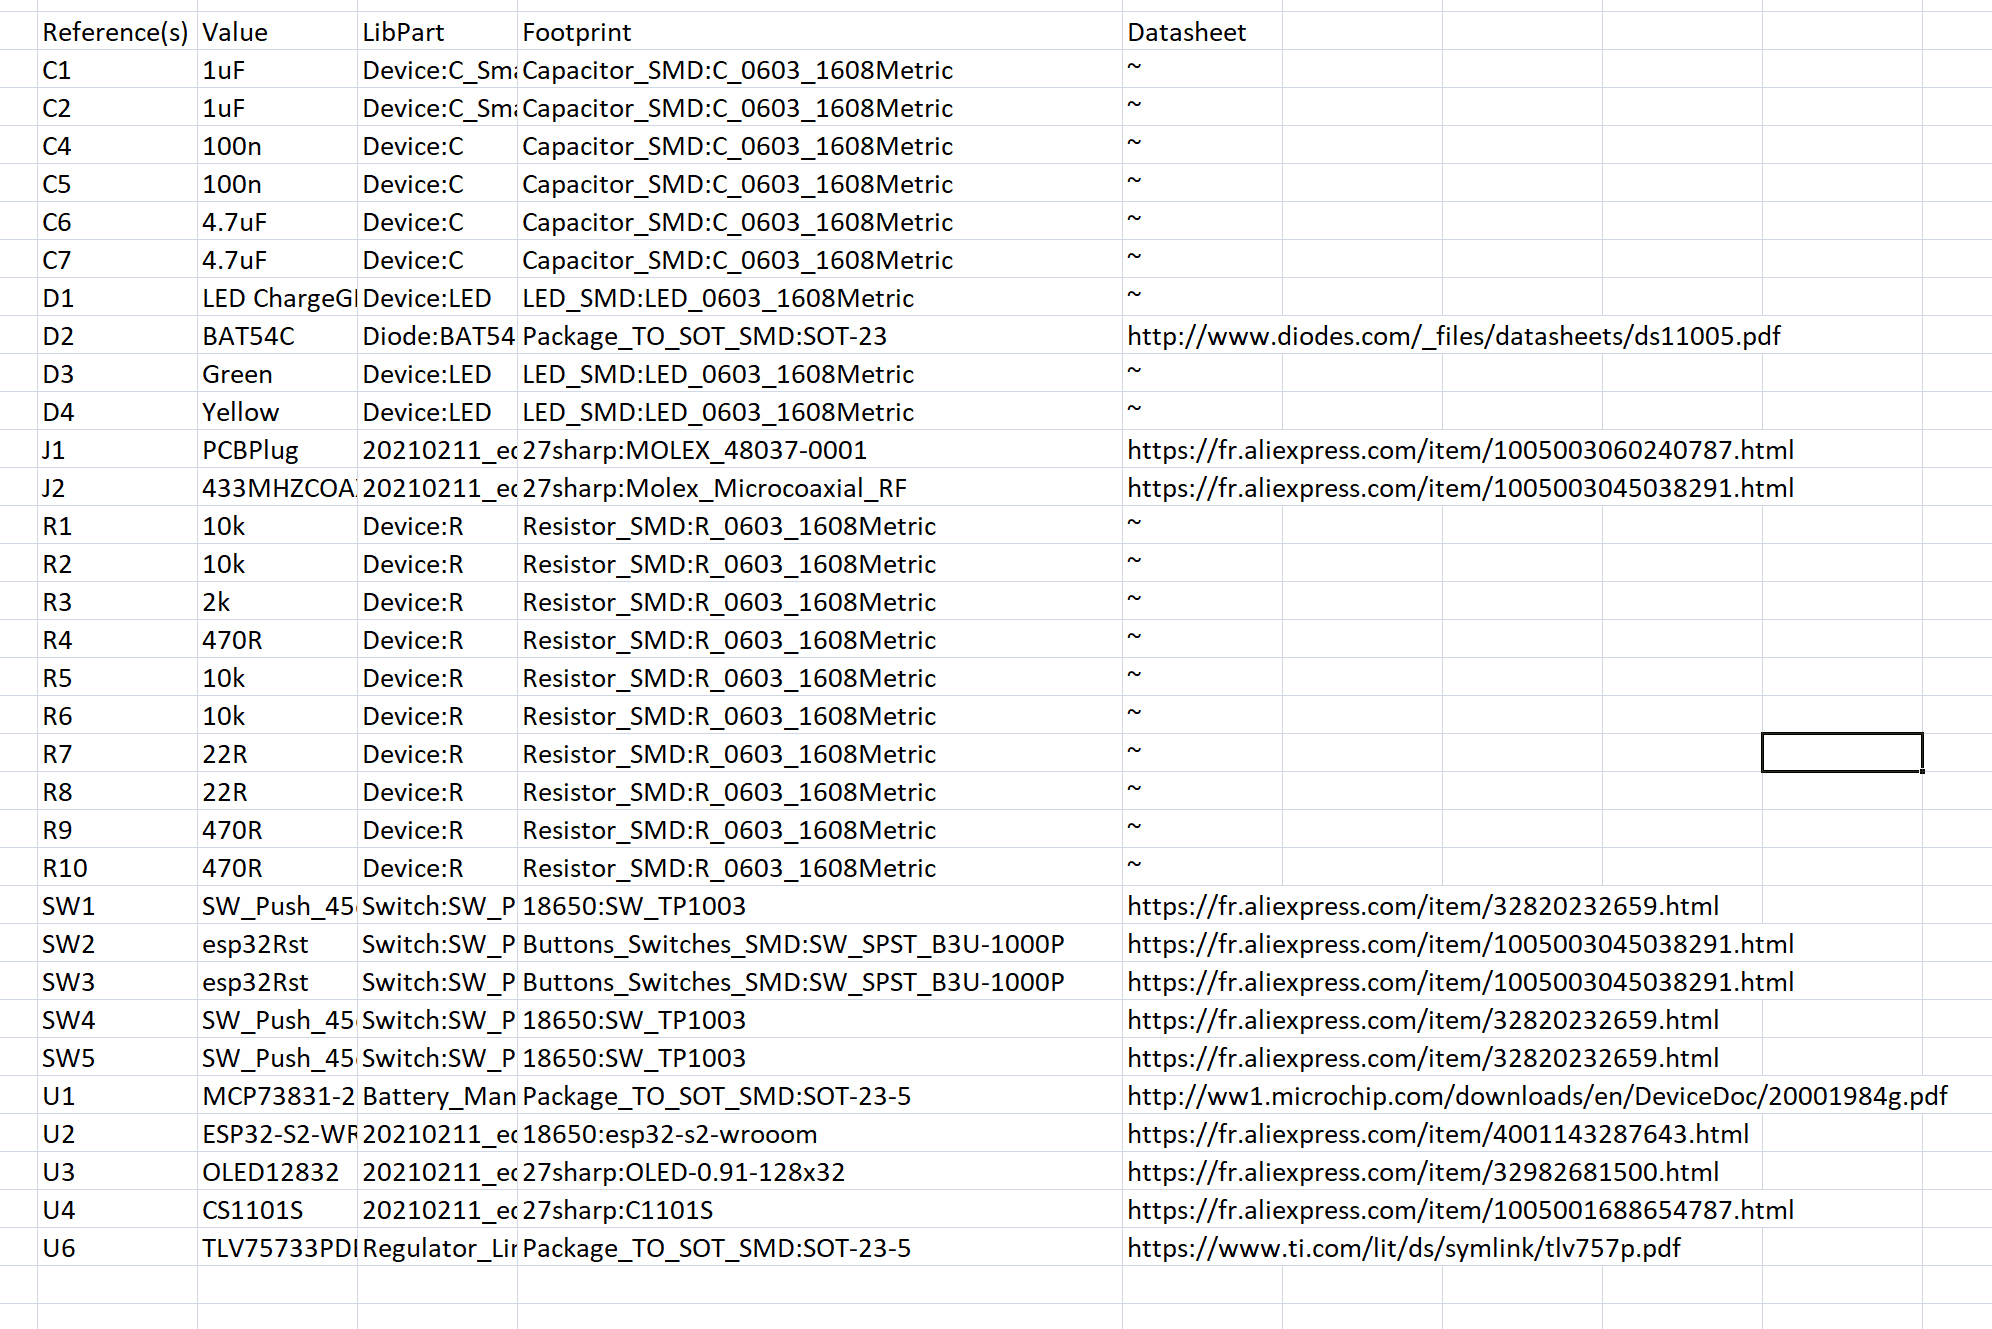 Reference(s) Value LibPart Footprint Datasheet
C1 1uF Device:C_Sma Capacitor_SMD:C_0603_1608Metric ~
C2 1uF Device:C_Sma Capacitor_SMD:C_0603_1608Metric ~
C4 100n Device:C Capacitor_SMD:C_0603_1608Metric ~
C5 100n Device:C Capacitor_SMD:C_0603_1608Metric ~
C6 4.7uF Device:C Capacitor_SMD:C_0603_1608Metric ~
C7 4.7uF Device:C Capacitor_SMD:C_0603_1608Metric ~
D1 LED ChargeG Device:LED LED_SMD:LED_0603_1608Metric ~
D2 BAT54C Diode:BAT54 Package_TO_SOT_SMD:SOT-23 http://www.diodes.com/_files/datasheets/ds11005.pdf
D3 Green Device:LED LED_SMD:LED_0603_1608Metric ~
D4 Yellow Device:LED LED_SMD:LED_0603_1608Metric ~
J1 PCBPlug 20210211_ec 27sharp:MOLEX_48037-0001 https://fr.aliexpress.com/item/1005003060240787.html
J2 433MHZCOA 20210211_ec 27sharp:Molex_Microcoaxial_RF https://fr.aliexpress.com/item/1005003045038291.html
R1 10k Device:R Resistor_SMD:R_0603_1608Metric ~
R2 10k Device:R Resistor_SMD:R_0603_1608Metric ~
R3 2k Device:R Resistor_SMD:R_0603_1608Metric ~
R4 470R Device:R Resistor_SMD:R_0603_1608Metric ~
R5 10k Device:R Resistor_SMD:R_0603_1608Metric ~
R6 10k Device:R Resistor_SMD:R_0603_1608Metric ~
R7 22R Device:R Resistor_SMD:R_0603_1608Metric ~
R8 22R Device:R Resistor_SMD:R_0603_1608Metric ~
R9 470R Device:R Resistor_SMD:R_0603_1608Metric ~
R10 470R Device:R Resistor_SMD:R_0603_1608Metric ~
SW1 SW_Push_45 Switch:SW_P 18650:SW_TP1003 https://fr.aliexpress.com/item/32820232659.html
SW2 esp32Rst Switch:SW_P Buttons_Switches_SMD:SW_SPST_B3U-1000P https://fr.aliexpress.com/item/1005003045038291.html
SW3 esp32Rst Switch:SW_P Buttons_Switches_SMD:SW_SPST_B3U-1000P https://fr.aliexpress.com/item/1005003045038291.html
SW4 SW_Push_45 Switch:SW_P 18650:SW_TP1003 https://fr.aliexpress.com/item/32820232659.html
SW5 SW_Push_45 Switch:SW_P 18650:SW_TP1003 https://fr.aliexpress.com/item/32820232659.html
U1 MCP73831-2 Battery_Man Package_TO_SOT_SMD:SOT-23-5 http://ww1.microchip.com/downloads/en/DeviceDoc/20001984g.pdf
U2 ESP32-S2-WR 20210211_ec 18650:esp32-s2-wrooom https://fr.aliexpress.com/item/4001143287643.html
U3 OLED12832 20210211_ec 27sharp:OLED-0.91-128x32 https://fr.aliexpress.com/item/32982681500.html
U4 CS1101S 20210211_ec 27sharp:C1101S https://fr.aliexpress.com/item/1005001688654787.html
U6 TLV75733PD Regulator_Lin Package_TO_SOT_SMD:SOT-23-5 https://www.ti.com/lit/ds/symlink/tlv757p.pdf